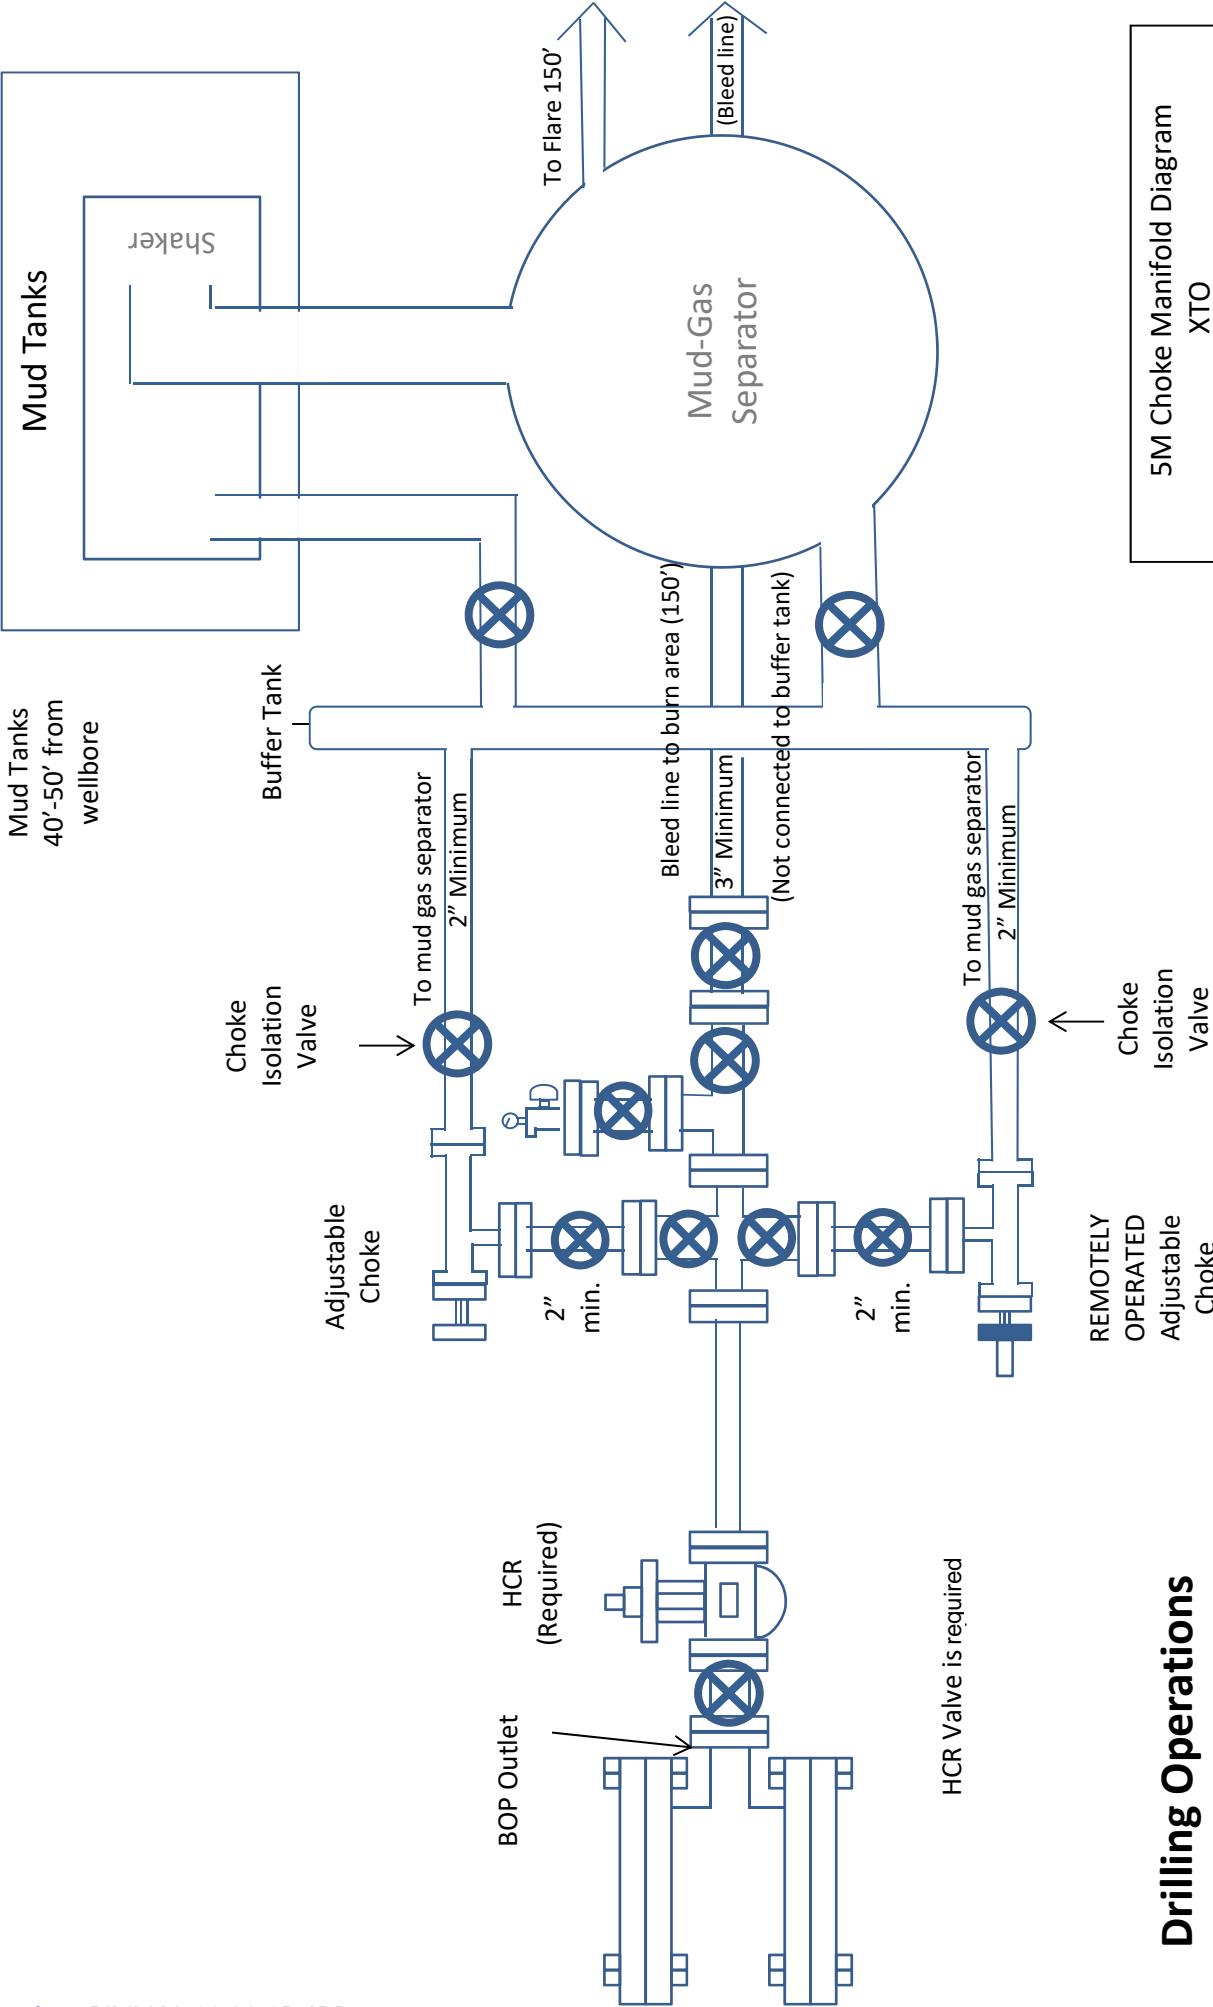 Mud Tanks
40’-50’ from
wellbore
Mud Tanks
Shaker
Buffer Tank
To Flare 150’
(Bleed line)
Mud-Gas
Separator
Choke
Isolation
Valve
To mud gas separator
2” Minimum
Bleed line to burn area (150’)
3” Minimum
(Not connected to buffer tank)
To mud gas separator
2” Minimum
Choke
Isolation
Valve
Adjustable
Choke
2”
min.
2”
min.
REMOTELY
OPERATED
Adjustable
Choke
HCR
(Required)
BOP Outlet
HCR Valve is required
Drilling Operations
5M Choke Manifold Diagram
XTO